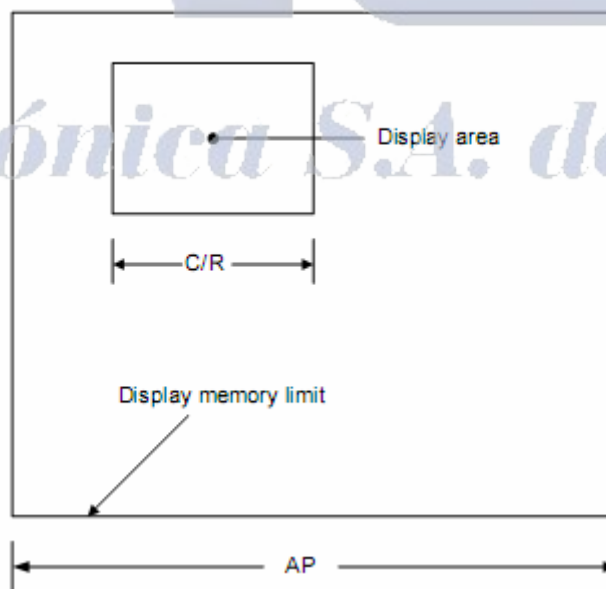 ónica S.A. de
Display area
C/R
Display memory limit
AP